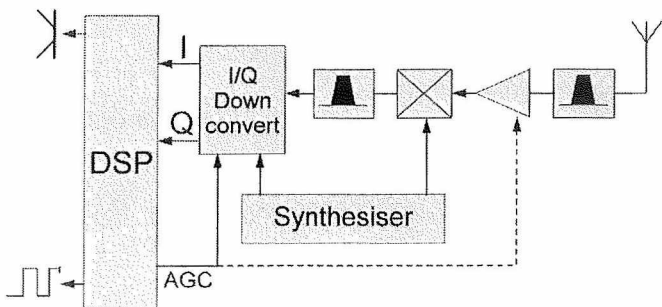 I
I/Q
Down
convert
Q
DSP
Synthesiser
AGC